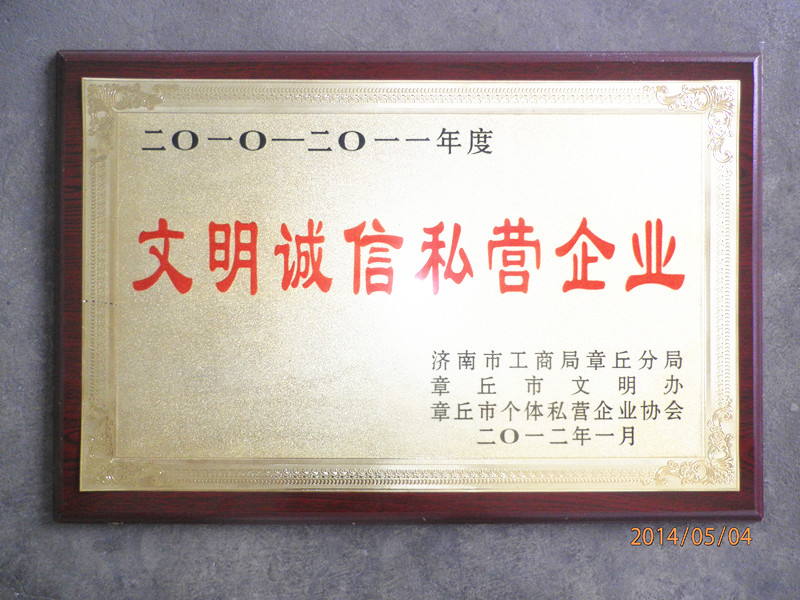 二〇一〇—二〇一一年度
文明诚信私营企业
济南市工商局章丘分局
章丘市文明办
章丘市个体私营企业协会
二〇一二年一月
2014/05/04